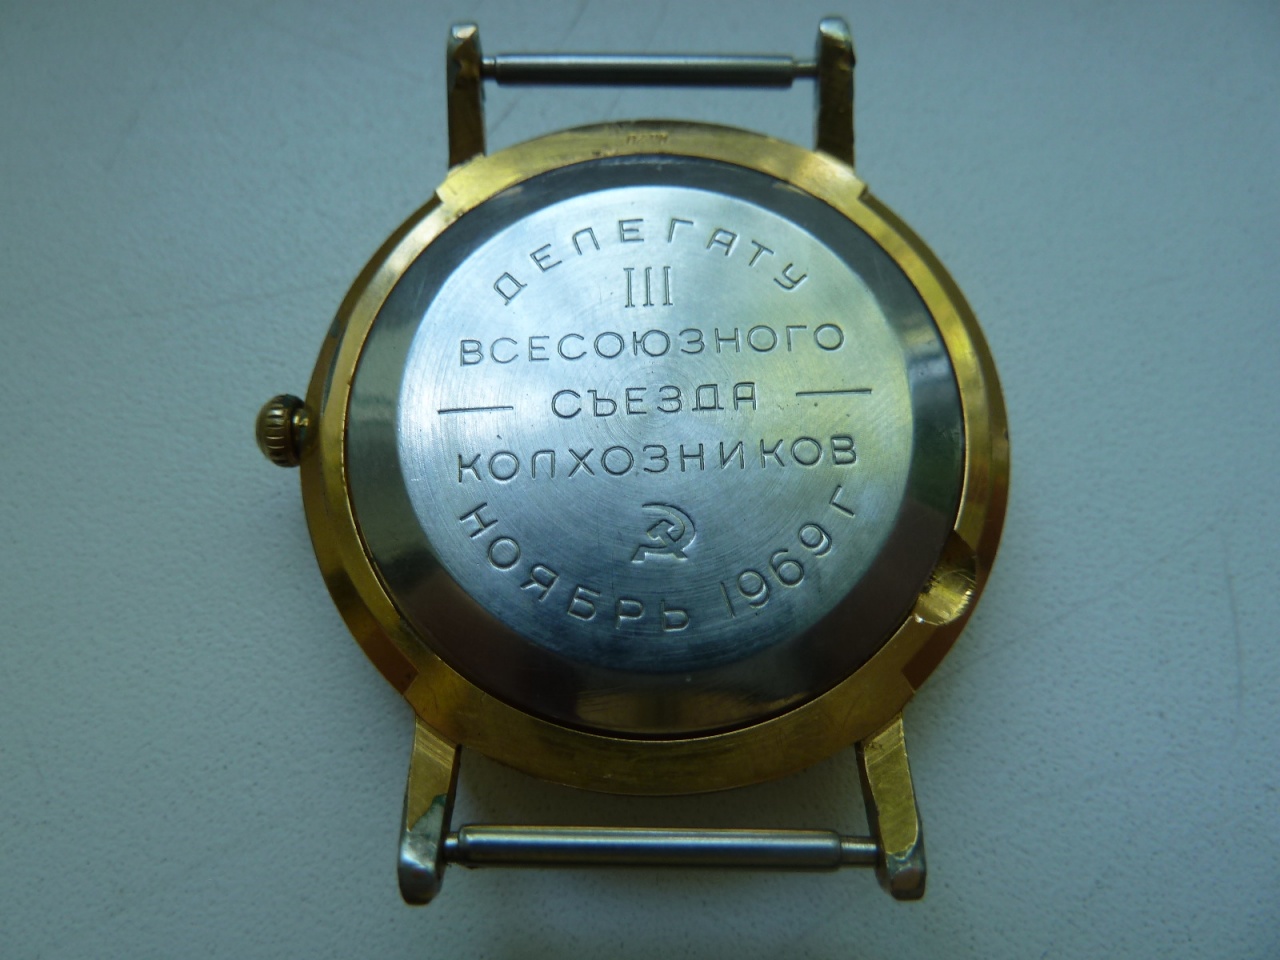 ДЕЛЕГАТУ
III
ВСЕСОЮЗНОГО
СЪЕЗДА
КОЛХОЗНИКОВ
НОЯБРЬ 1969 Г